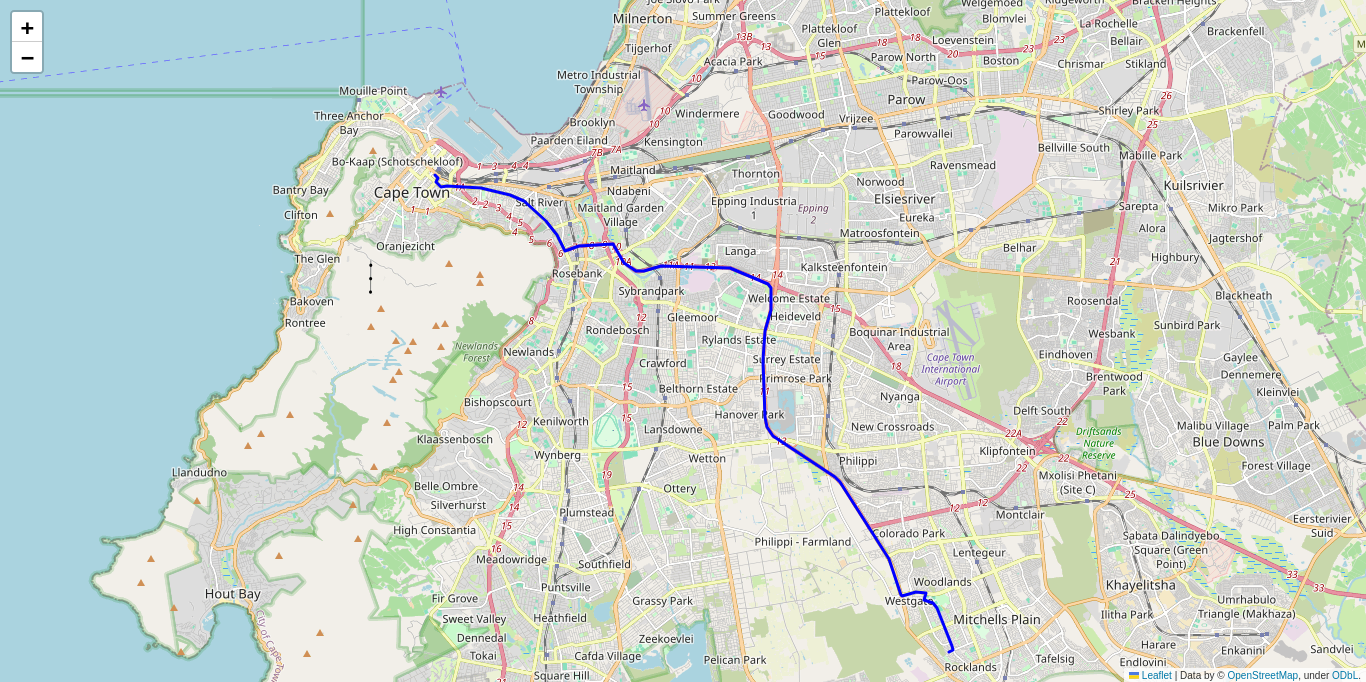 +
−
Joe Slovo Park
Milnerton
Summer Greens
Plattekloof
Welgemoed
Blomvlei
Ridgeworth
Bracken Heights
La Rochelle
Plattekloof
Glen
Tijgerhof
13B
13
18
18
20
23
Loevenstein
Bellair
Brackenfell
Acacia Park
Parow North
Boston
Chrismar
Stikland
Metro Industrial
Township
10
Parow-Oos
Mouille Point
Parow
26
Three Anchor
Bay
Windermere
Goodwood
Vrijzee
Shirley Park
10
Brooklyn
10
25
Parowvallei
Paarden Eiland
Kensington
7B
7A
Bellville South
Mabille Park
Bo-Kaap (Schotschekloof)
1
3
4-4
Maitland
Thornton
Ravensmead
Kuilsrivier
Bantry Bay
Cape Town
1A
Ndabeni
Norwood
Elsiesriver
Salt River
Epping Industria
1
Epping
2
Sarepta
Mikro Park
Clifton
1 1
2 2
4
5
Maitland Garden
Village
Eureka
Alora
4
5
6
Matroosfontein
Jagtershof
Oranjezicht
Langa
Belhar
Highbury
The Glen
6
10A
11
12
14
14
Kalksteenfontein
21
Rosebank
Sybrandpark
Welcome Estate
Roosendal
Blackheath
Bakoven
Rontree
8
12
Gleemoor
Heideveld
15
Sunbird Park
Rondebosch
Boquinar Industrial
Area
Wesbank
Newlands
Forest
Newlands
Rylands Estate
Eindhoven
Gaylee
Crawford
Surrey Estate
18
Cape Town
International
Airport
Dennemere
15
Primrose Park
Brentwood
Park
Kleinvlei
Belthorn Estate
11
Nyanga
Bishopscourt
Hanover Park
Delft South
15
Kenilworth
22
12
New Crossroads
22A
Malibu Village
Palm Park
Klaassenbosch
Lansdowne
Driftsands
Nature
Reserve
Blue Downs
12
Klipfontein
22
Wynberg
Wetton
Philippi
22
Forest Village
Llandudno
19
Mxolisi Phetani
(Site C)
Belle Ombre
14
Ottery
25
Silverhurst
14
12
12
Plumstead
Montclair
Eersterivier
Suid
High Constantia
15
Colorado Park
Sabata Dalindyebo
Square (Green
Point)
Philippi - Farmland
16
Lentegeur
Meadowridge
Southfield
33
33
Puntsville
Woodlands
Khayelitsha
Hout Bay
Fir Grove
Grassy Park
Westgate
Umrhabulo
Triangle (Makhaza)
Sweet Valley
Heathfield
Mitchells Plain
Ilitha Park
City of Cape Town
Dennedal
Zeekoevlei
Harare
Enkanini
Sandvlei
Tokai
Cafda Village
Pelican Park
Tafelsig
Endlovini
Square Hill
Rocklands
Leaflet | Data by © OpenStreetMap, under ODbL.